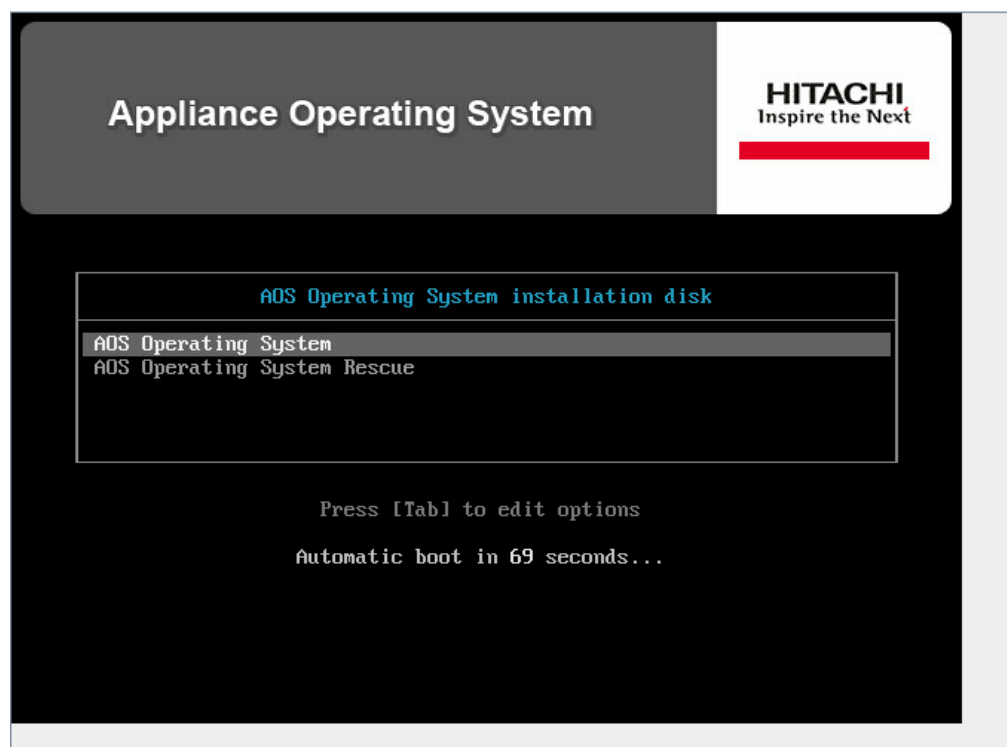 Appliance Operating System
HITACHI
Inspire the Next
AOS Operating System installation disk
AOS Operating System
AOS Operating System Rescue
Press [Tab] to edit options
Automatic boot in 69 seconds...